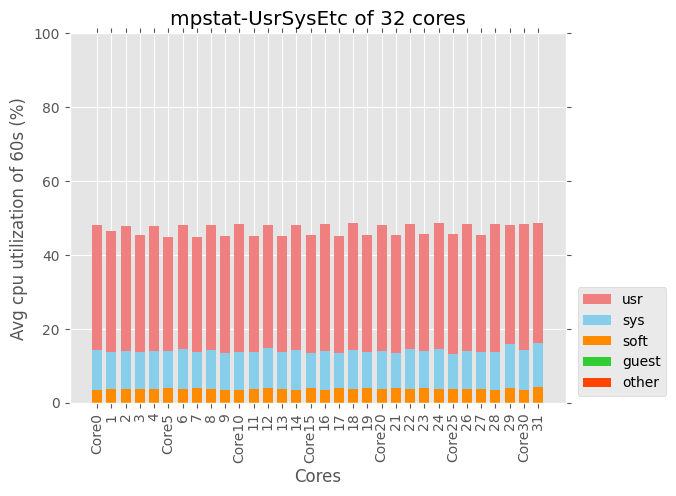 mpstat-UsrSysEtc of 32 cores
Avg cpu utilization of 60s (%)
100
80
60
40
20
0
Core0
1
2
3
4
Core5
6
7
8
9
Core10
11
12
13
14
Core15
16
17
18
19
Core20
21
22
23
24
Core25
26
27
28
29
Core30
31
Cores
usr
sys
soft
guest
other